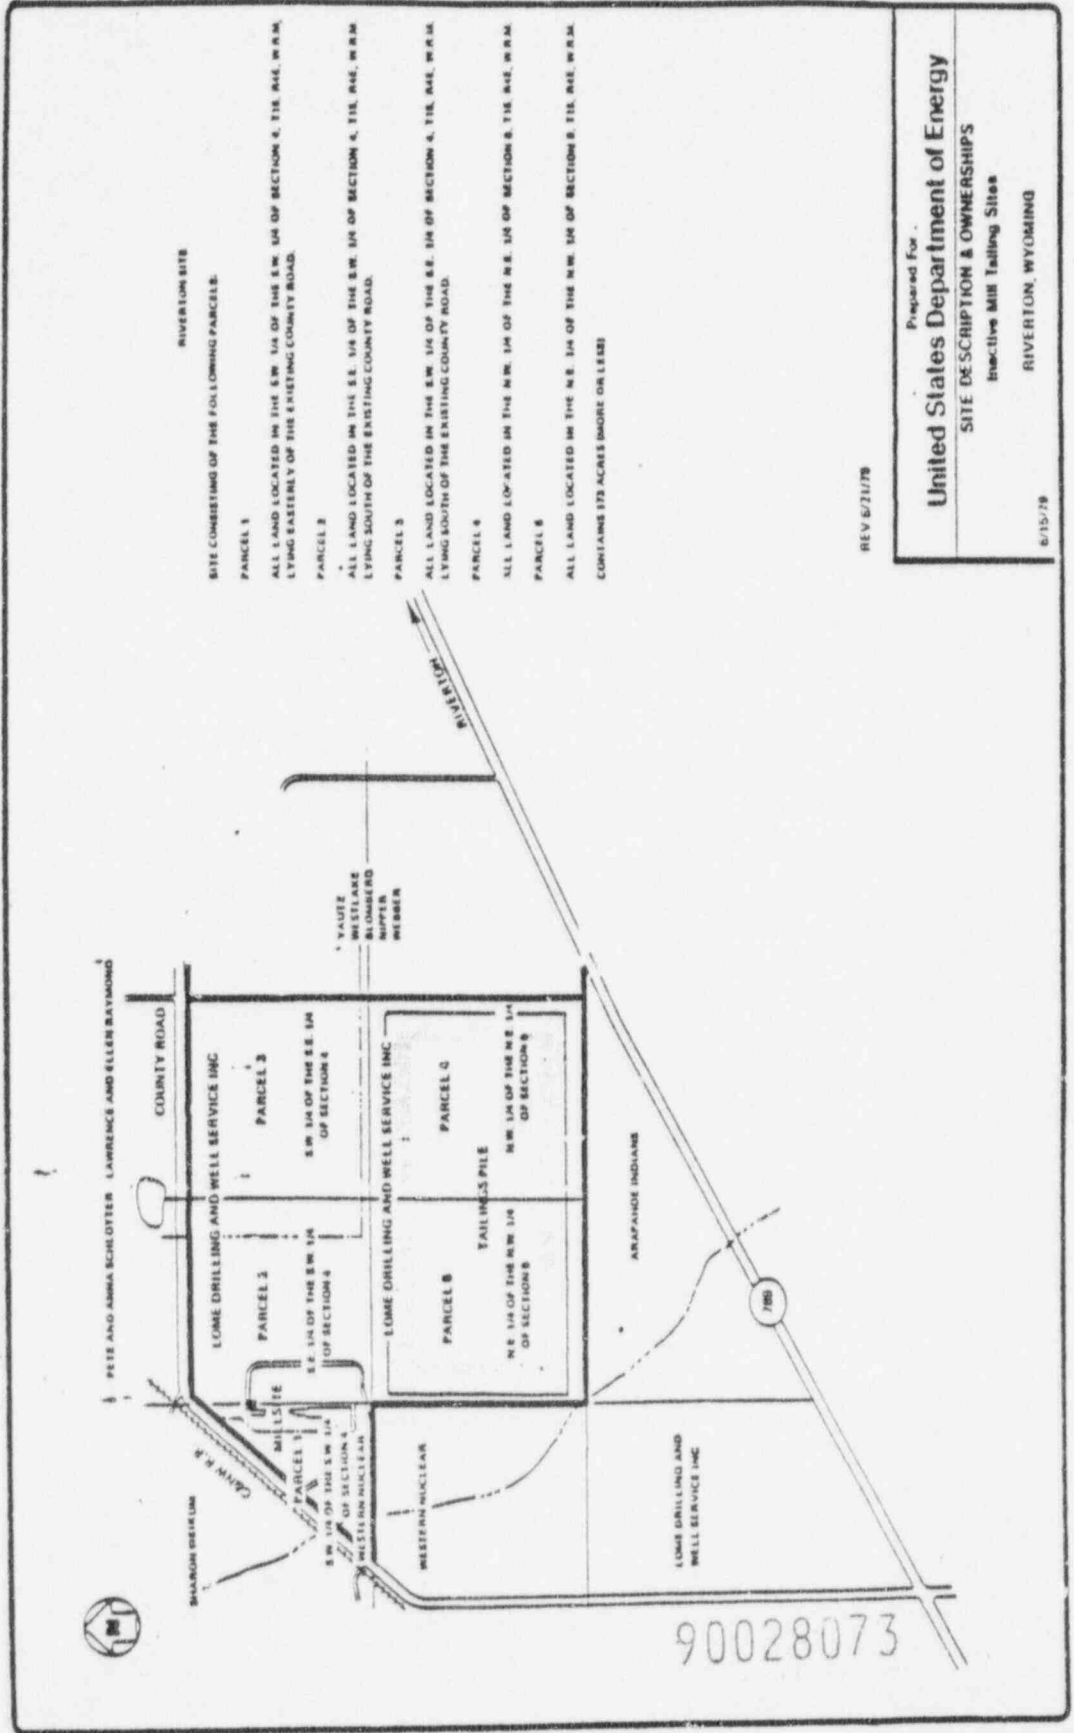 RIVERTON SITE
SITE CONSISTING OF THE FOLLOWING PARCELS:
PARCEL 1
ALL LAND LOCATED IN THE S.W. 1/4 OF THE S.W. 1/4 OF SECTION 4, T1S, R4E, W.R.M.
LYING EASTERLY OF THE EXISTING COUNTY ROAD.
PARCEL 2
ALL LAND LOCATED IN THE S.E. 1/4 OF THE S.W. 1/4 OF SECTION 4, T1S, R4E, W.R.M.
LYING SOUTH OF THE EXISTING COUNTY ROAD.
PARCEL 3
ALL LAND LOCATED IN THE S.W. 1/4 OF THE S.E. 1/4 OF SECTION 4, T1S, R4E, W.R.M.
LYING SOUTH OF THE EXISTING COUNTY ROAD.
PARCEL 4
ALL LAND LOCATED IN THE N.W. 1/4 OF THE N.E. 1/4 OF SECTION 9, T1S, R4E, W.R.M.
PARCEL 5
ALL LAND LOCATED IN THE N.E. 1/4 OF THE N.W. 1/4 OF SECTION 9, T1S, R4E, W.R.M.
CONTAINS 173 ACRES (MORE OR LESS)
PETE AND ANNA SCHLOTTER
LAWRENCE AND ELLEN RAYMOND
COUNTY ROAD
C&NW R.R.
LOME DRILLING AND WELL SERVICE INC
PARCEL 2
PARCEL 3
S.E. 1/4 OF THE S.W. 1/4
OF SECTION 4
S.W. 1/4 OF THE S.E. 1/4
OF SECTION 4
MILLSITE
PARCEL 1
S.W. 1/4 OF THE S.W. 1/4
OF SECTION 4
WESTERN NUCLEAR
YAUTZ
WESTLAKE
BLOMBERG
NIPPER
WEBBER
RIVERTON
LOME DRILLING AND WELL SERVICE INC
PARCEL 5
PARCEL 4
TAILINGS PILE
N.E. 1/4 OF THE N.W. 1/4
OF SECTION 9
N.W. 1/4 OF THE N.E. 1/4
OF SECTION 9
WESTERN NUCLEAR
ARAPAHOE INDIANS
LOME DRILLING AND
WELL SERVICE INC
789
REV 6/21/79
Prepared For
United States Department of Energy
SITE DESCRIPTION & OWNERSHIPS
Inactive Mill Tailing Sites
RIVERTON, WYOMING
6/15/79
90028073